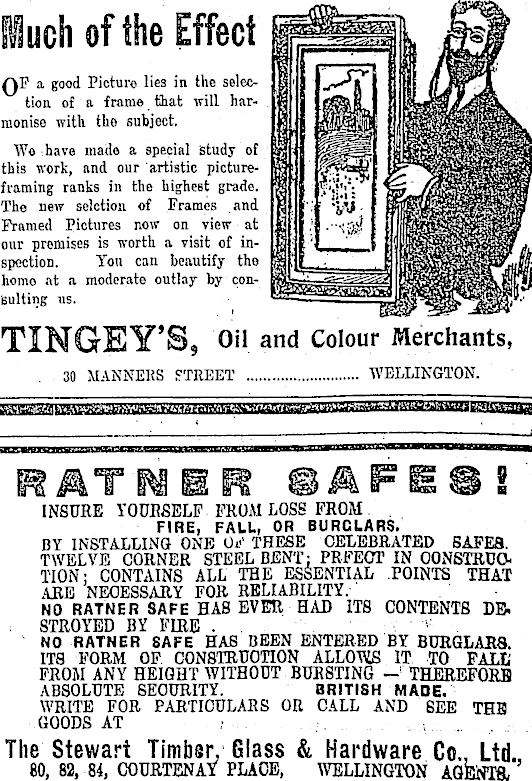 Much of the Effect
OF a good Picture lies in the selec-
tion of a frame that will har-
monise with the subject.
We have made a special study of
this work, and our artistic picture-
framing ranks in the highest grade.
The new selction of Frames and
Framed Pictures now on view at
our premises is worth a visit of in-
spection. You can beautify the
home at a moderate outlay by con-
sulting us.
TINGEY'S, Oil and Colour Merchants,
30 MANNERS STREET ........................... WELLINGTON.
RATNER SAFES!
INSURE YOURSELF FROM LOSS FROM
FIRE, FALL, OR BURGLARS.
BY INSTALLING ONE OF THESE CELEBRATED SAFES.
TWELVE CORNER STEEL BENT; PRFECT IN CONSTRUC-
TION; CONTAINS ALL THE ESSENTIAL POINTS THAT
ARE NECESSARY FOR RELIABILITY.
NO RATNER SAFE HAS EVER HAD ITS CONTENTS DE-
STROYED BY FIRE.
NO RATNER SAFE HAS BEEN ENTERED BY BURGLARS.
ITS FORM OF CONSTRUCTION ALLOWS IT TO FALL
FROM ANY HEIGHT WITHOUT BURSTING — THEREFORE
ABSOLUTE SECURITY. BRITISH MADE.
WRITE FOR PARTICULARS OR CALL AND SEE THE
GOODS AT
The Stewart Timber, Glass & Hardware Co., Ltd.,
80, 82, 84, COURTENAY PLACE, WELLINGTON AGENTS.